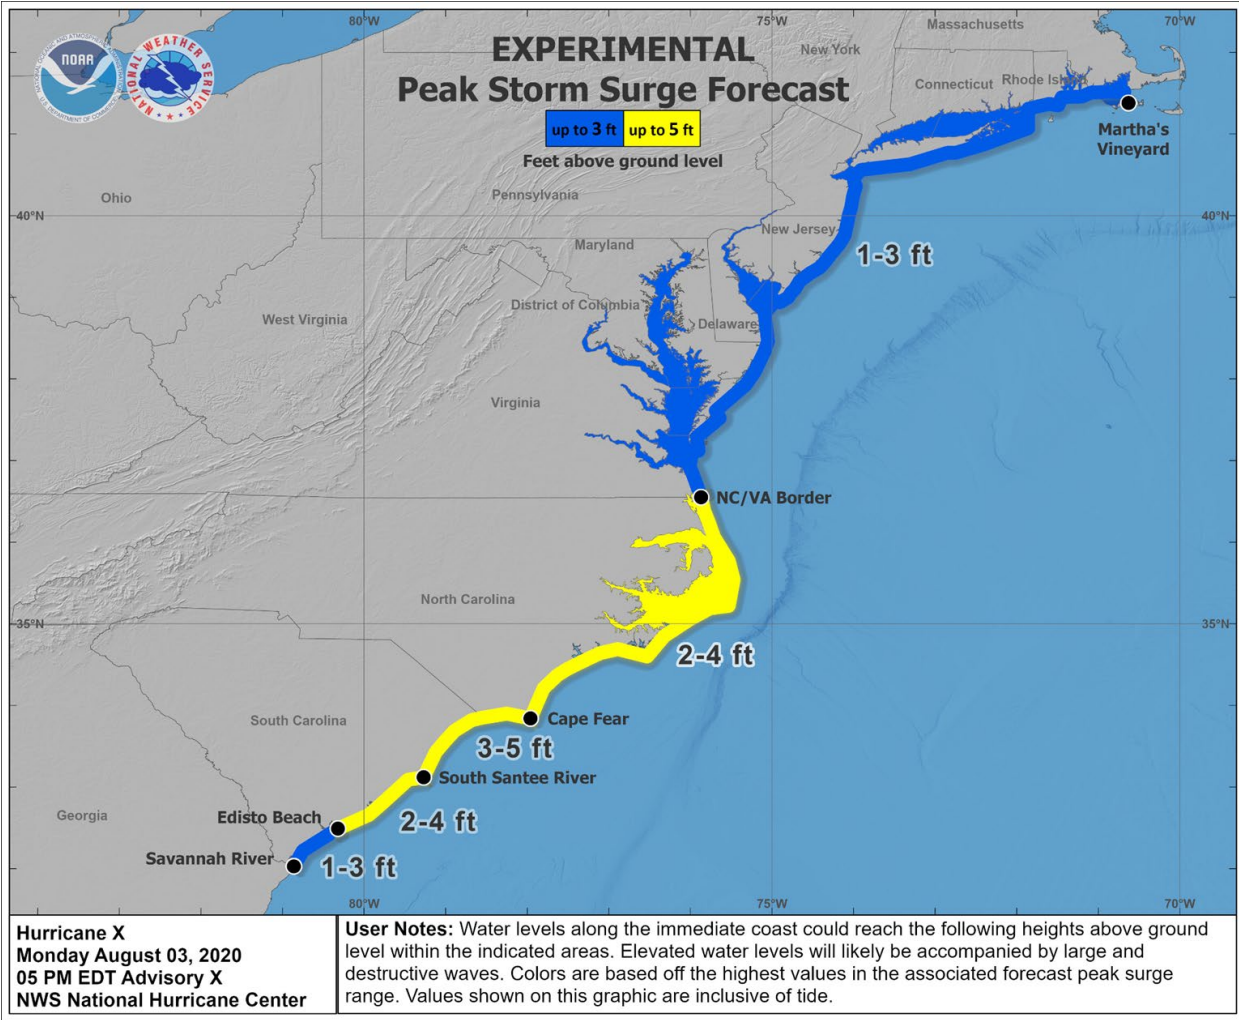 80°W
75°W
70°W
NOAA
NATIONAL WEATHER SERVICE
EXPERIMENTAL
Peak Storm Surge Forecast
up to 3 ft
up to 5 ft
Feet above ground level
Massachusetts
New York
Connecticut
Rhode Island
Martha's
Vineyard
Ohio
Pennsylvania
40°N
40°N
New Jersey
Maryland
1-3 ft
District of Columbia
West Virginia
Delaware
Virginia
NC/VA Border
North Carolina
35°N
35°N
2-4 ft
South Carolina
Cape Fear
3-5 ft
South Santee River
Georgia
Edisto Beach
2-4 ft
Savannah River
1-3 ft
80°W
75°W
70°W
Hurricane X
Monday August 03, 2020
05 PM EDT Advisory X
NWS National Hurricane Center
User Notes: Water levels along the immediate coast could reach the following heights above ground
level within the indicated areas. Elevated water levels will likely be accompanied by large and
destructive waves. Colors are based off the highest values in the associated forecast peak surge
range. Values shown on this graphic are inclusive of tide.